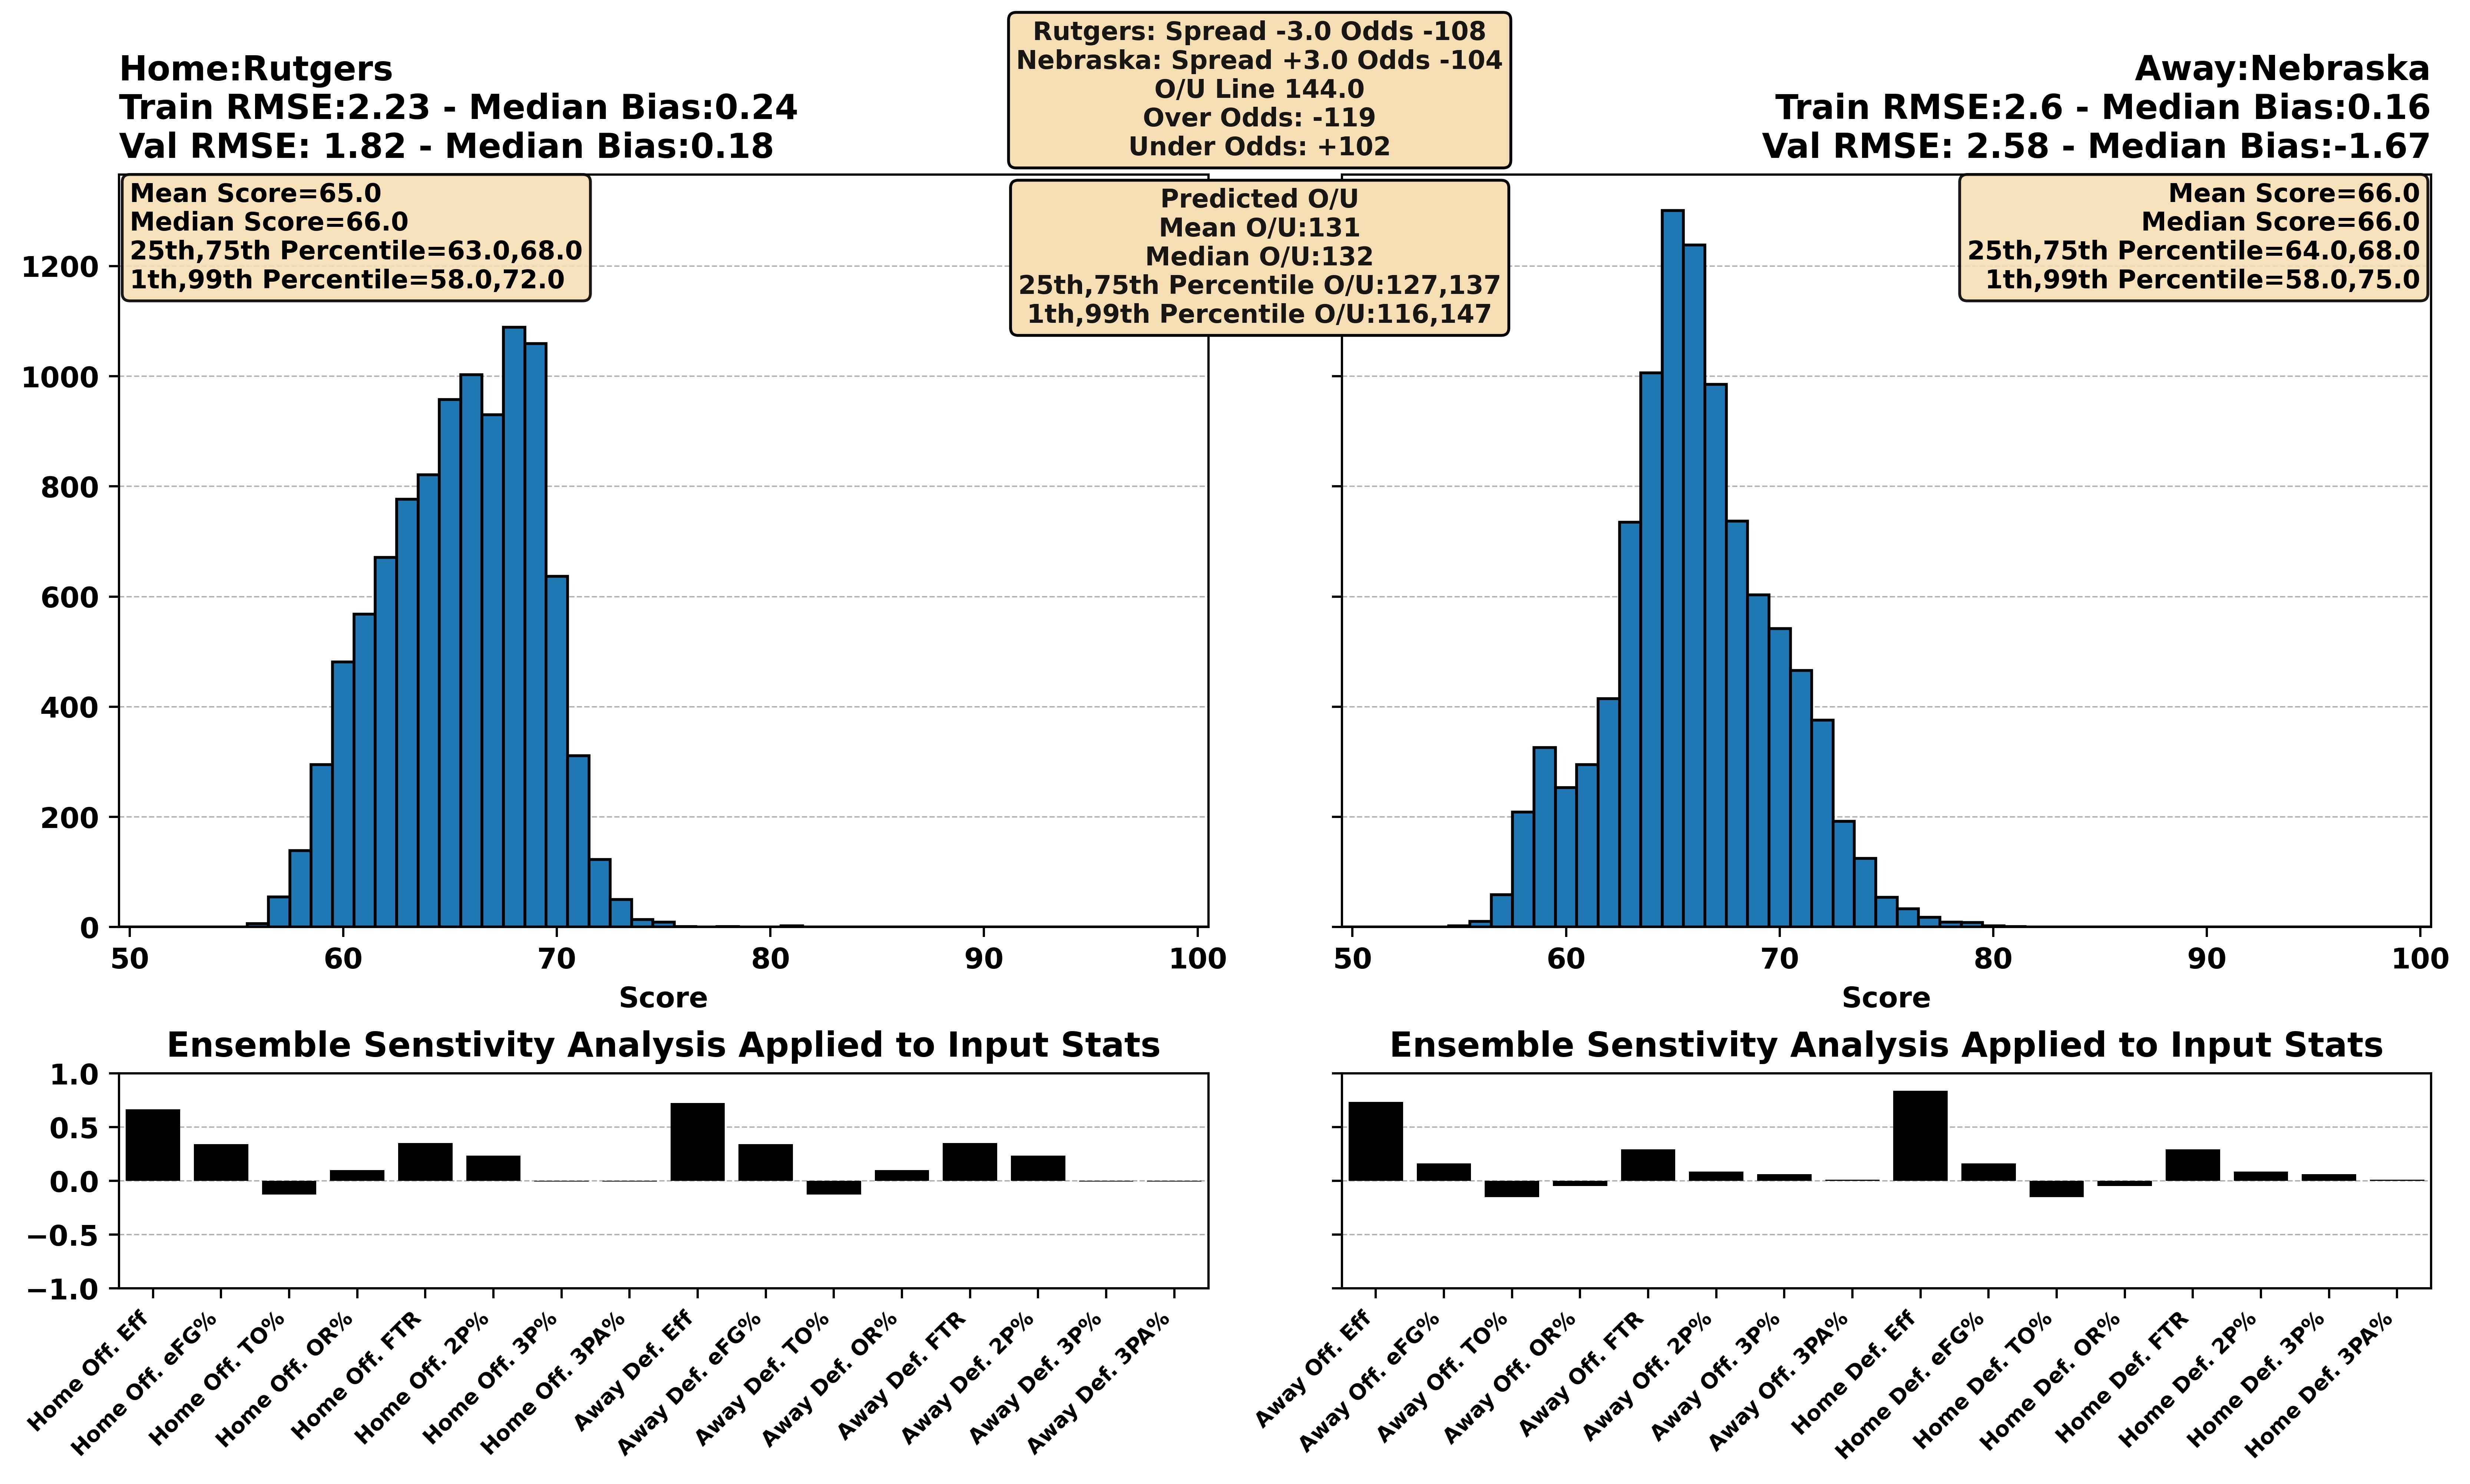 Rutgers: Spread -3.0 Odds -108
Nebraska: Spread +3.0 Odds -104
O/U Line 144.0
Over Odds: -119
Under Odds: +102
Home:Rutgers
Train RMSE:2.23 - Median Bias:0.24
Val RMSE: 1.82 - Median Bias:0.18
Away:Nebraska
Train RMSE:2.6 - Median Bias:0.16
Val RMSE: 2.58 - Median Bias:-1.67
Mean Score=65.0
Median Score=66.0
25th,75th Percentile=63.0,68.0
1th,99th Percentile=58.0,72.0
Predicted O/U
Mean O/U:131
Median O/U:132
25th,75th Percentile O/U:127,137
1th,99th Percentile O/U:116,147
Mean Score=66.0
Median Score=66.0
25th,75th Percentile=64.0,68.0
1th,99th Percentile=58.0,75.0
1200
1000
800
600
400
200
0
50 60 70 80 90 100
Score
50 60 70 80 90 100
Score
Ensemble Senstivity Analysis Applied to Input Stats
1.0
0.5
0.0
−0.5
−1.0
Home Off. Eff
Home Off. eFG%
Home Off. TO%
Home Off. OR%
Home Off. FTR
Home Off. 2P%
Home Off. 3P%
Home Off. 3PA%
Away Def. Eff
Away Def. eFG%
Away Def. TO%
Away Def. OR%
Away Def. FTR
Away Def. 2P%
Away Def. 3P%
Away Def. 3PA%
Ensemble Senstivity Analysis Applied to Input Stats
Away Off. Eff
Away Off. eFG%
Away Off. TO%
Away Off. OR%
Away Off. FTR
Away Off. 2P%
Away Off. 3P%
Away Off. 3PA%
Home Def. Eff
Home Def. eFG%
Home Def. TO%
Home Def. OR%
Home Def. FTR
Home Def. 2P%
Home Def. 3P%
Home Def. 3PA%